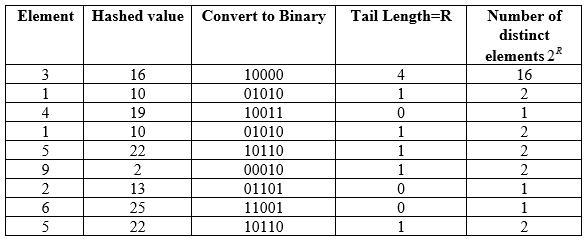 Element Hashed value Convert to Binary Tail Length=R Number of
distinct
elements 2^R
3 16 10000 4 16
1 10 01010 1 2
4 19 10011 0 1
1 10 01010 1 2
5 22 10110 1 2
9 2 00010 1 2
2 13 01101 0 1
6 25 11001 0 1
5 22 10110 1 2